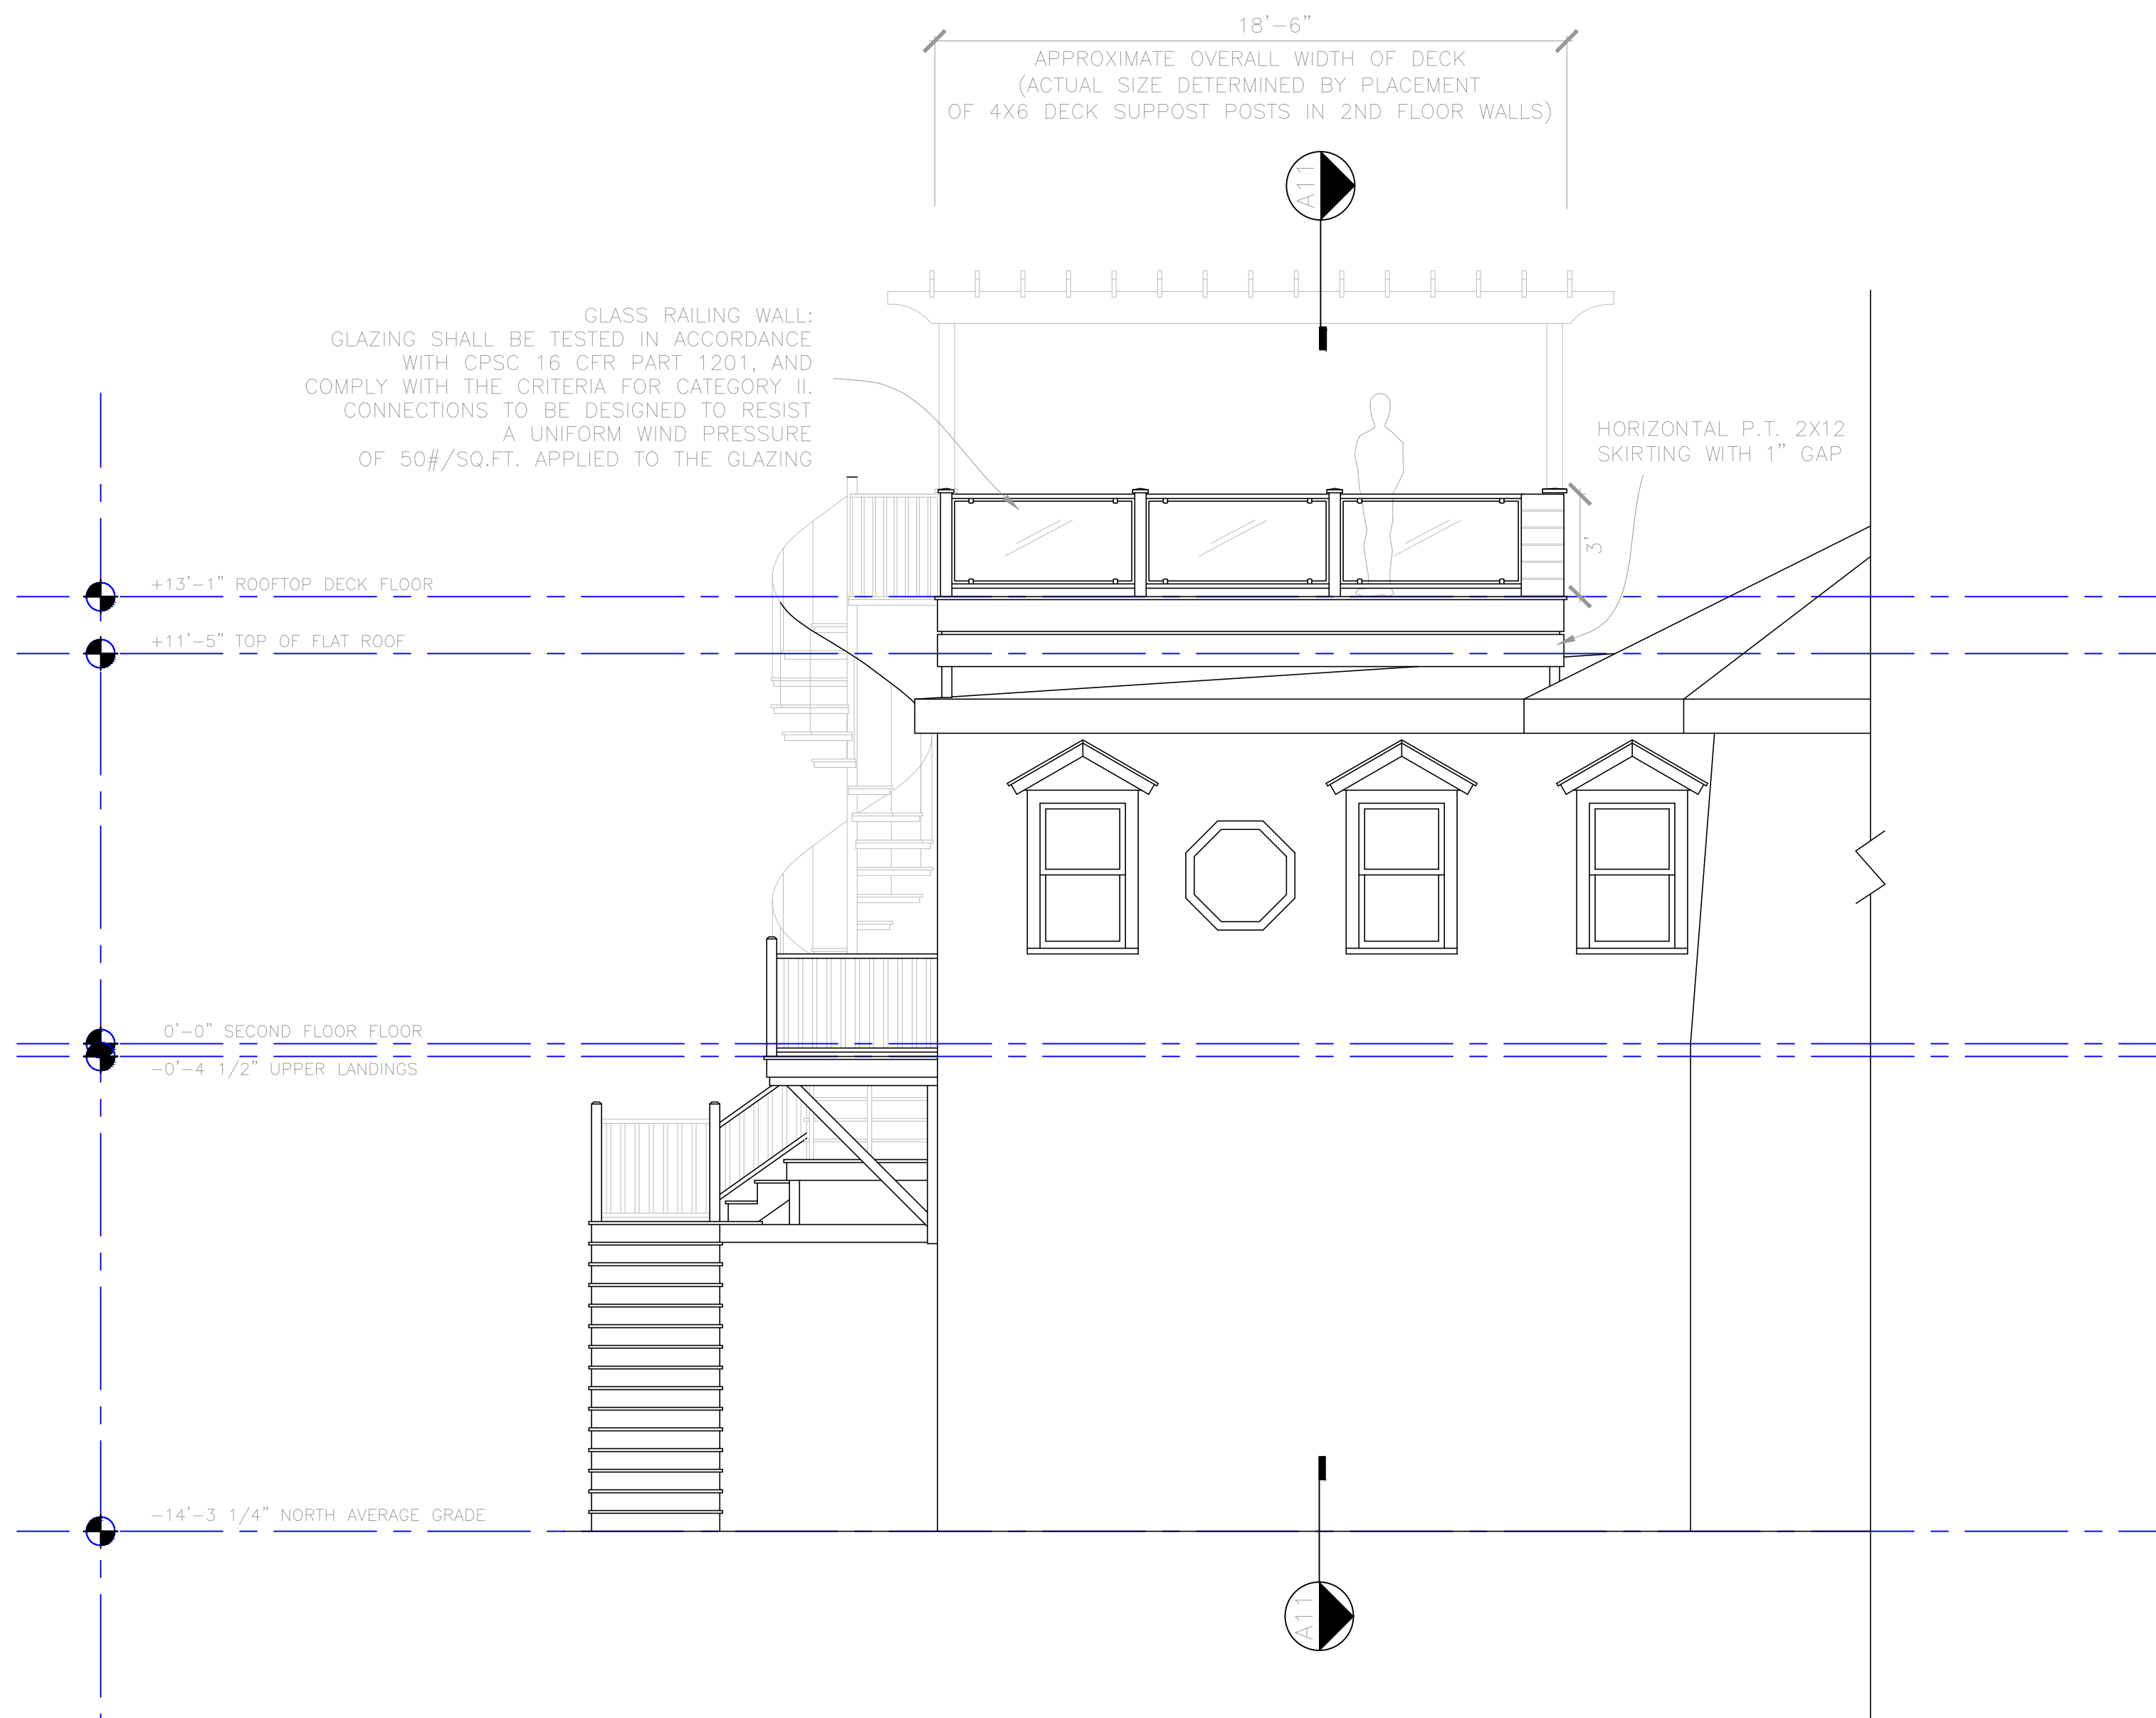 18'-6"
APPROXIMATE OVERALL WIDTH OF DECK
(ACTUAL SIZE DETERMINED BY PLACEMENT
OF 4X6 DECK SUPPOST POSTS IN 2ND FLOOR WALLS)
A11
GLASS RAILING WALL:
GLAZING SHALL BE TESTED IN ACCORDANCE
WITH CPSC 16 CFR PART 1201, AND
COMPLY WITH THE CRITERIA FOR CATEGORY II.
CONNECTIONS TO BE DESIGNED TO RESIST
A UNIFORM WIND PRESSURE
OF 50#/SQ.FT. APPLIED TO THE GLAZING
HORIZONTAL P.T. 2X12
SKIRTING WITH 1" GAP
3'
+13'-1" ROOFTOP DECK FLOOR
+11'-5" TOP OF FLAT ROOF
0'-0" SECOND FLOOR FLOOR
-0'-4 1/2" UPPER LANDINGS
-14'-3 1/4" NORTH AVERAGE GRADE
A11